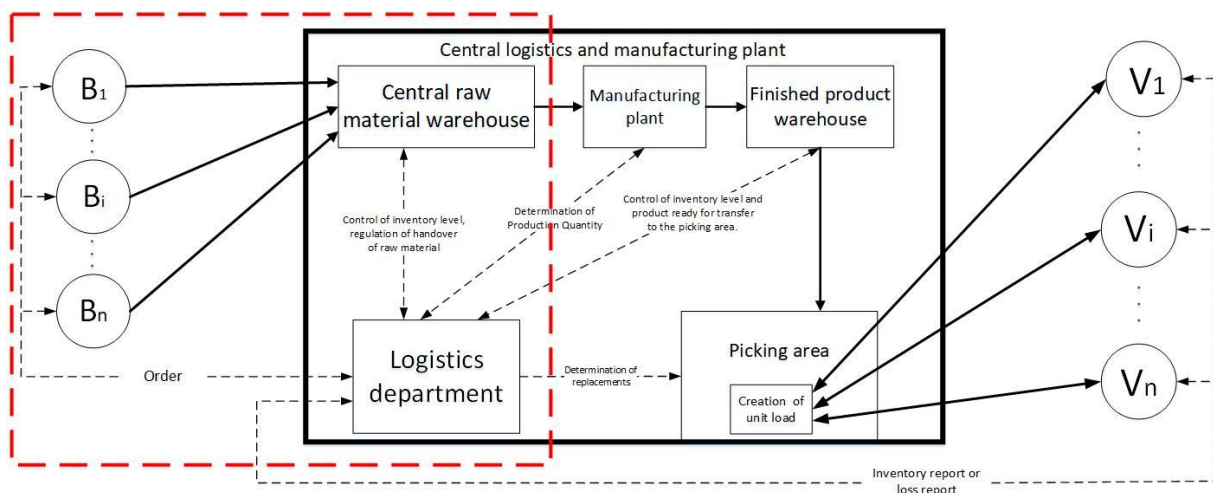 Central logistics and manufacturing plant
B1
Bi
Bn
Central raw
material warehouse
Manufacturing
plant
Finished product
warehouse
Control of inventory level,
regulation of handover
of raw material
Determination of
Production Quantity
Control of inventory level and
product ready for transfer
to the picking area.
Order
Logistics
department
Determination of
replacements
Picking area
Creation of
unit load
V1
Vi
Vn
Inventory report or
loss report